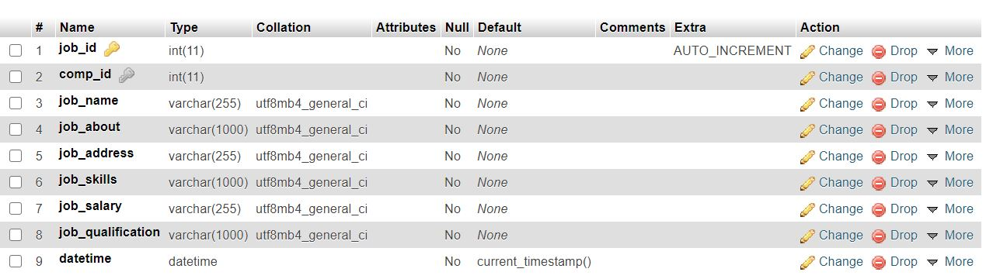 # Name Type Collation Attributes Null Default Comments Extra Action
1 job_id int(11) No None AUTO_INCREMENT Change Drop More
2 comp_id int(11) No None Change Drop More
3 job_name varchar(255) utf8mb4_general_ci No None Change Drop More
4 job_about varchar(1000) utf8mb4_general_ci No None Change Drop More
5 job_address varchar(255) utf8mb4_general_ci No None Change Drop More
6 job_skills varchar(1000) utf8mb4_general_ci No None Change Drop More
7 job_salary varchar(255) utf8mb4_general_ci No None Change Drop More
8 job_qualification varchar(1000) utf8mb4_general_ci No None Change Drop More
9 datetime datetime No current_timestamp() Change Drop More